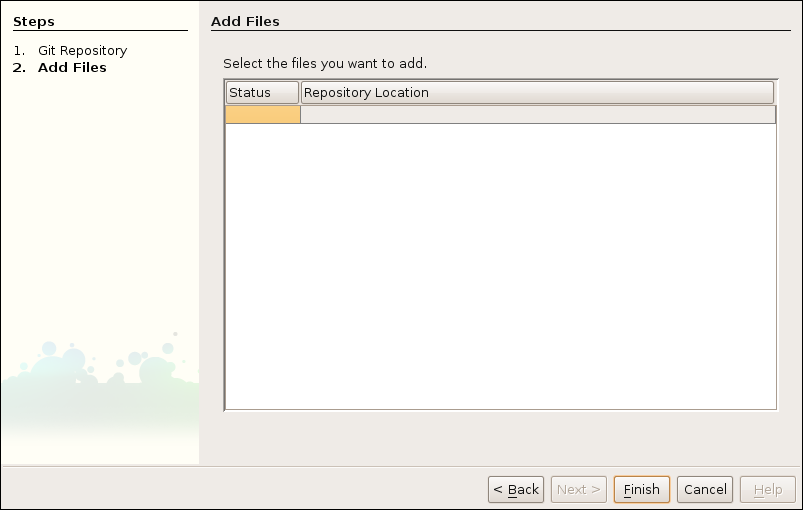 Steps
1. Git Repository
2. Add Files
Add Files
Select the files you want to add.
Status Repository Location
< Back Next > Finish Cancel Help